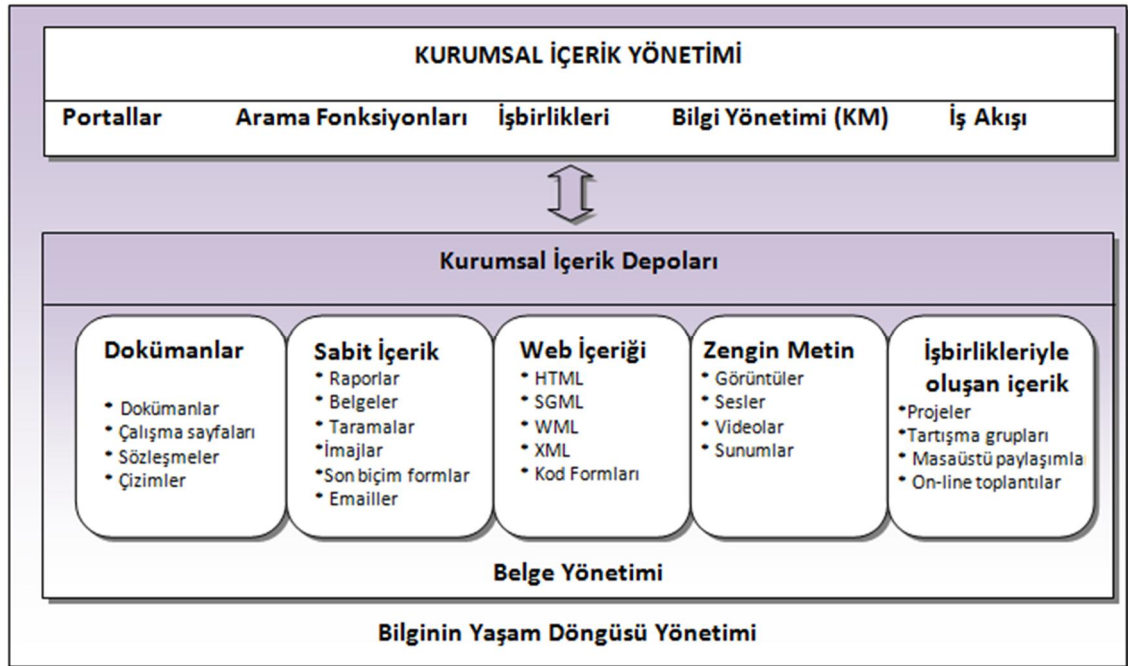 KURUMSAL İÇERİK YÖNETİMİ
Portallar Arama Fonksiyonları İşbirlikleri Bilgi Yönetimi (KM) İş Akışı
Kurumsal İçerik Depoları
Dokümanlar
* Dokümanlar
* Çalışma sayfaları
* Sözleşmeler
* Çizimler
Sabit İçerik
* Raporlar
* Belgeler
* Taramalar
*İmajlar
*Son biçim formlar
* Emailler
Web İçeriği
* HTML
* SGML
* WML
* XML
* Kod Formları
Zengin Metin
* Görüntüler
* Sesler
* Videolar
* Sunumlar
İşbirlikleriyle
oluşan içerik
*Projeler
*Tartışma grupları
* Masaüstü paylaşımla
* On-line toplantılar
Belge Yönetimi
Bilginin Yaşam Döngüsü Yönetimi